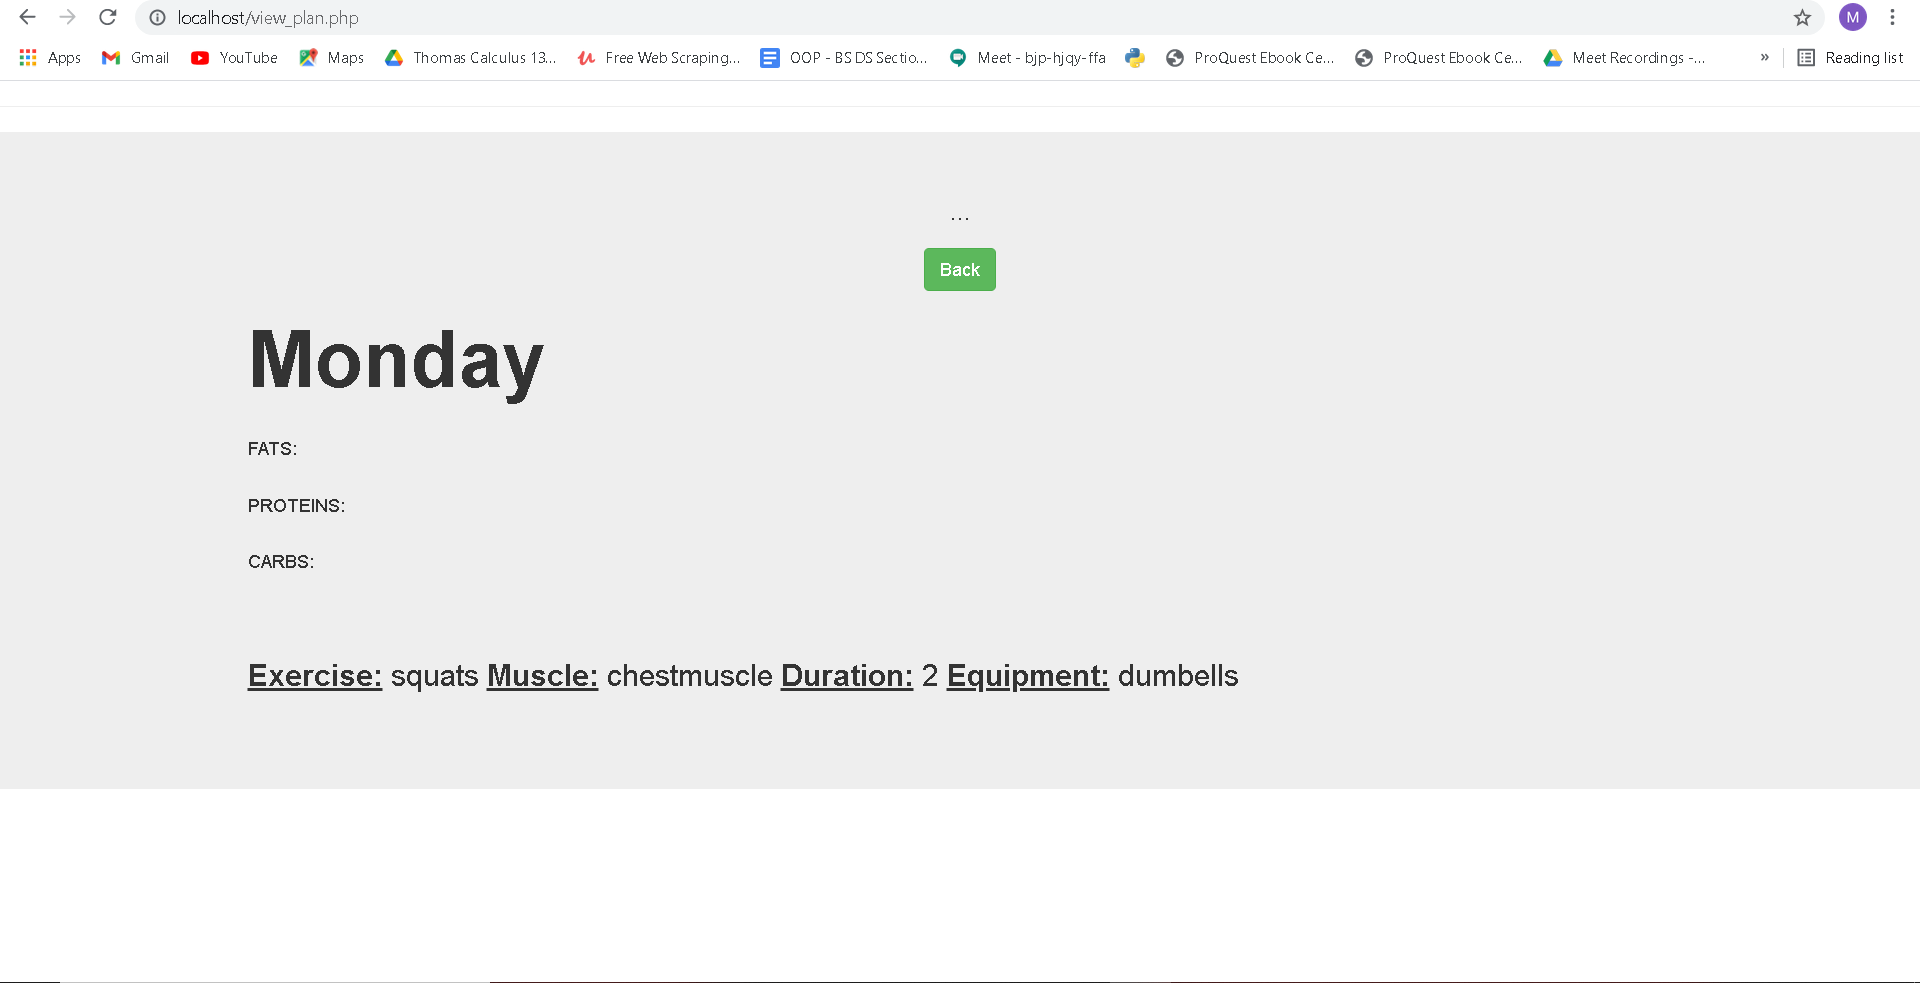 localhost/view_plan.php
M
Apps Gmail YouTube Maps Thomas Calculus 13... Free Web Scraping... OOP - BS DS Sectio... Meet - bjp-hjqy-ffa ProQuest Ebook Ce... ProQuest Ebook Ce... Meet Recordings -... » Reading list
...
Back
Monday
FATS:
PROTEINS:
CARBS:
Exercise: squats Muscle: chestmuscle Duration: 2 Equipment: dumbells